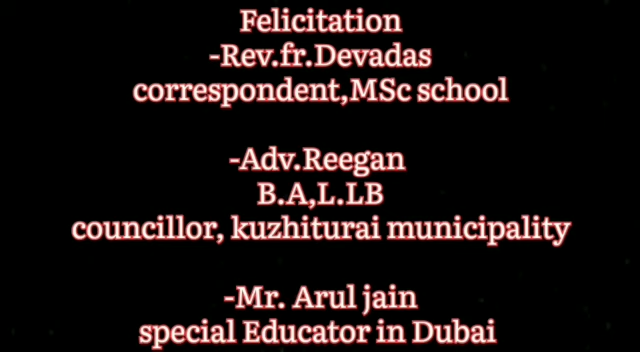 Felicitation
-Rev.fr.Devadas
correspondent,MSc school
-Adv.Reegan
B.A,L.LB
councillor, kuzhiturai municipality
-Mr. Arul jain
special Educator in Dubai